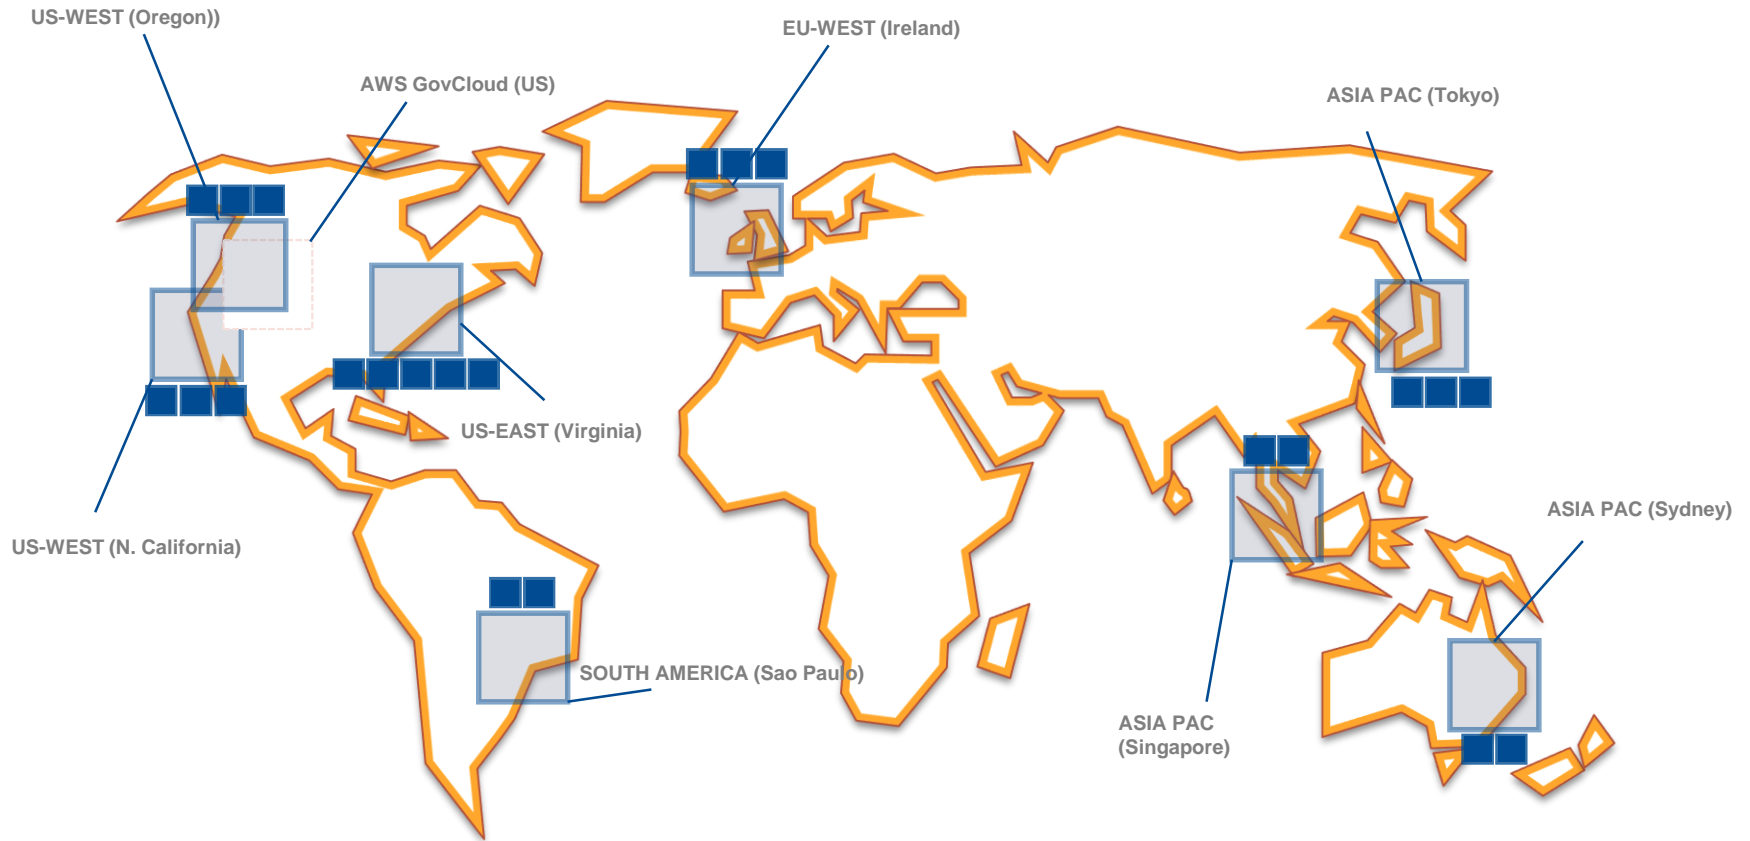 US-WEST (Oregon))
EU-WEST (Ireland)
AWS GovCloud (US)
ASIA PAC (Tokyo)
US-EAST (Virginia)
ASIA PAC (Sydney)
US-WEST (N. California)
SOUTH AMERICA (Sao Paulo)
ASIA PAC
(Singapore)